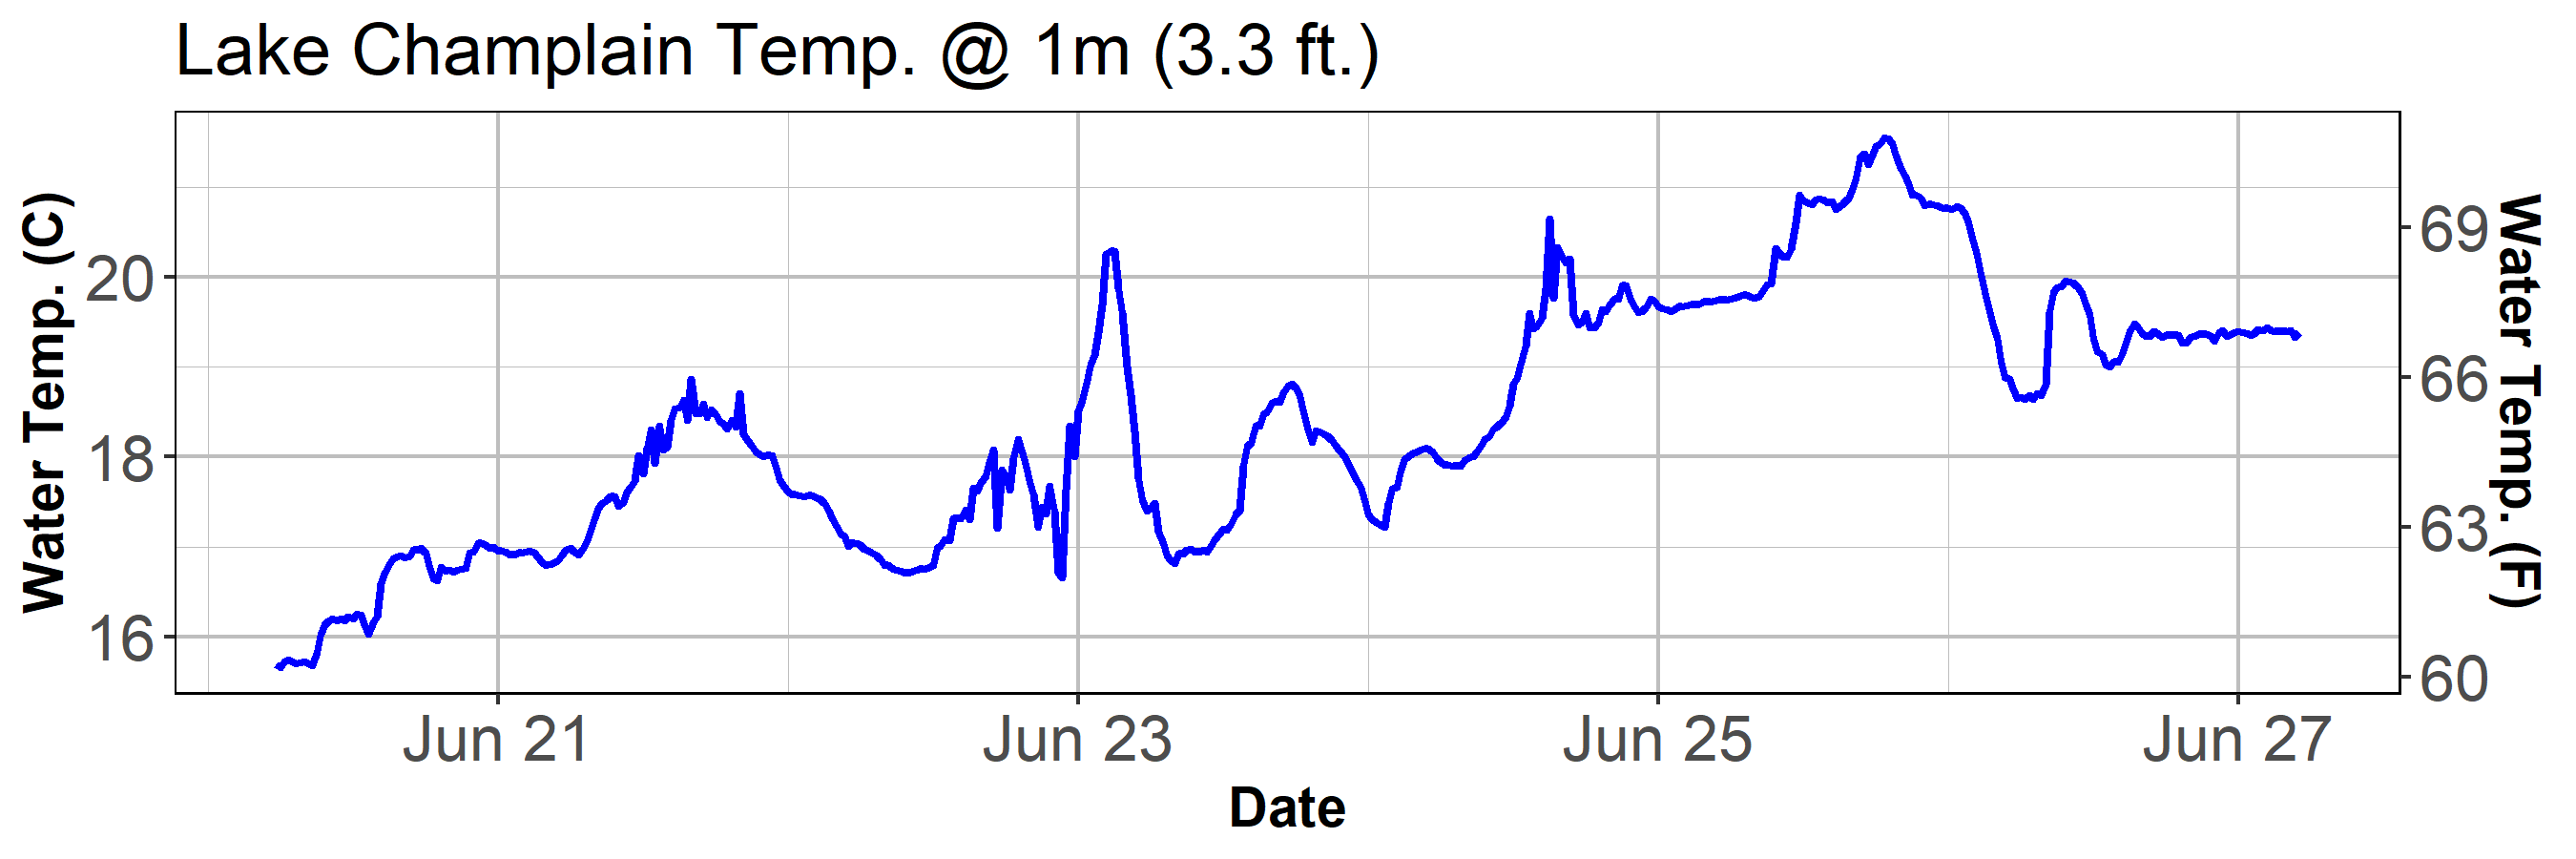 Lake Champlain Temp. @ 1m (3.3 ft.)
Water Temp. (C)
20
18
16
69
66
63
60
Water Temp. (F)
Jun 21
Jun 23
Jun 25
Jun 27
Date